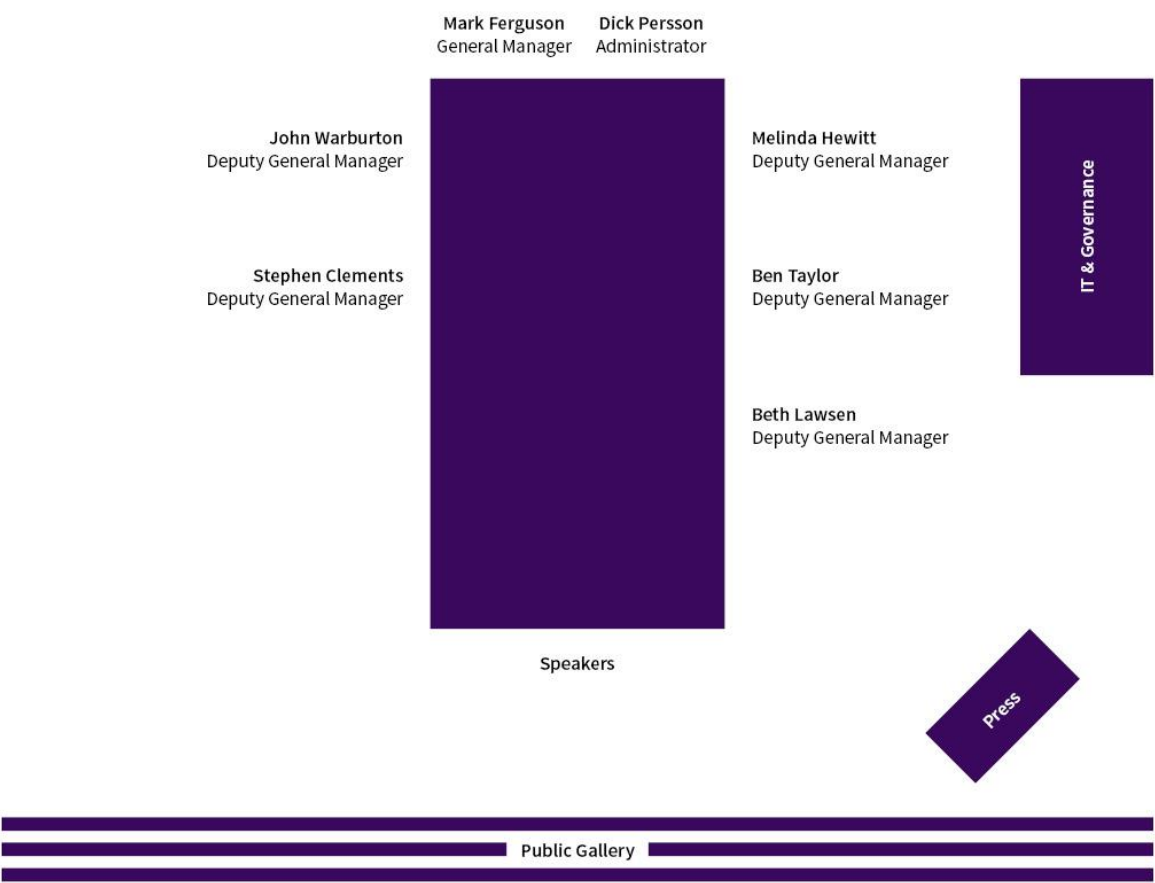 Mark Ferguson
General Manager
Dick Persson
Administrator
John Warburton
Deputy General Manager
Melinda Hewitt
Deputy General Manager
IT & Governance
Stephen Clements
Deputy General Manager
Ben Taylor
Deputy General Manager
Beth Lawsen
Deputy General Manager
Speakers
Press
Public Gallery